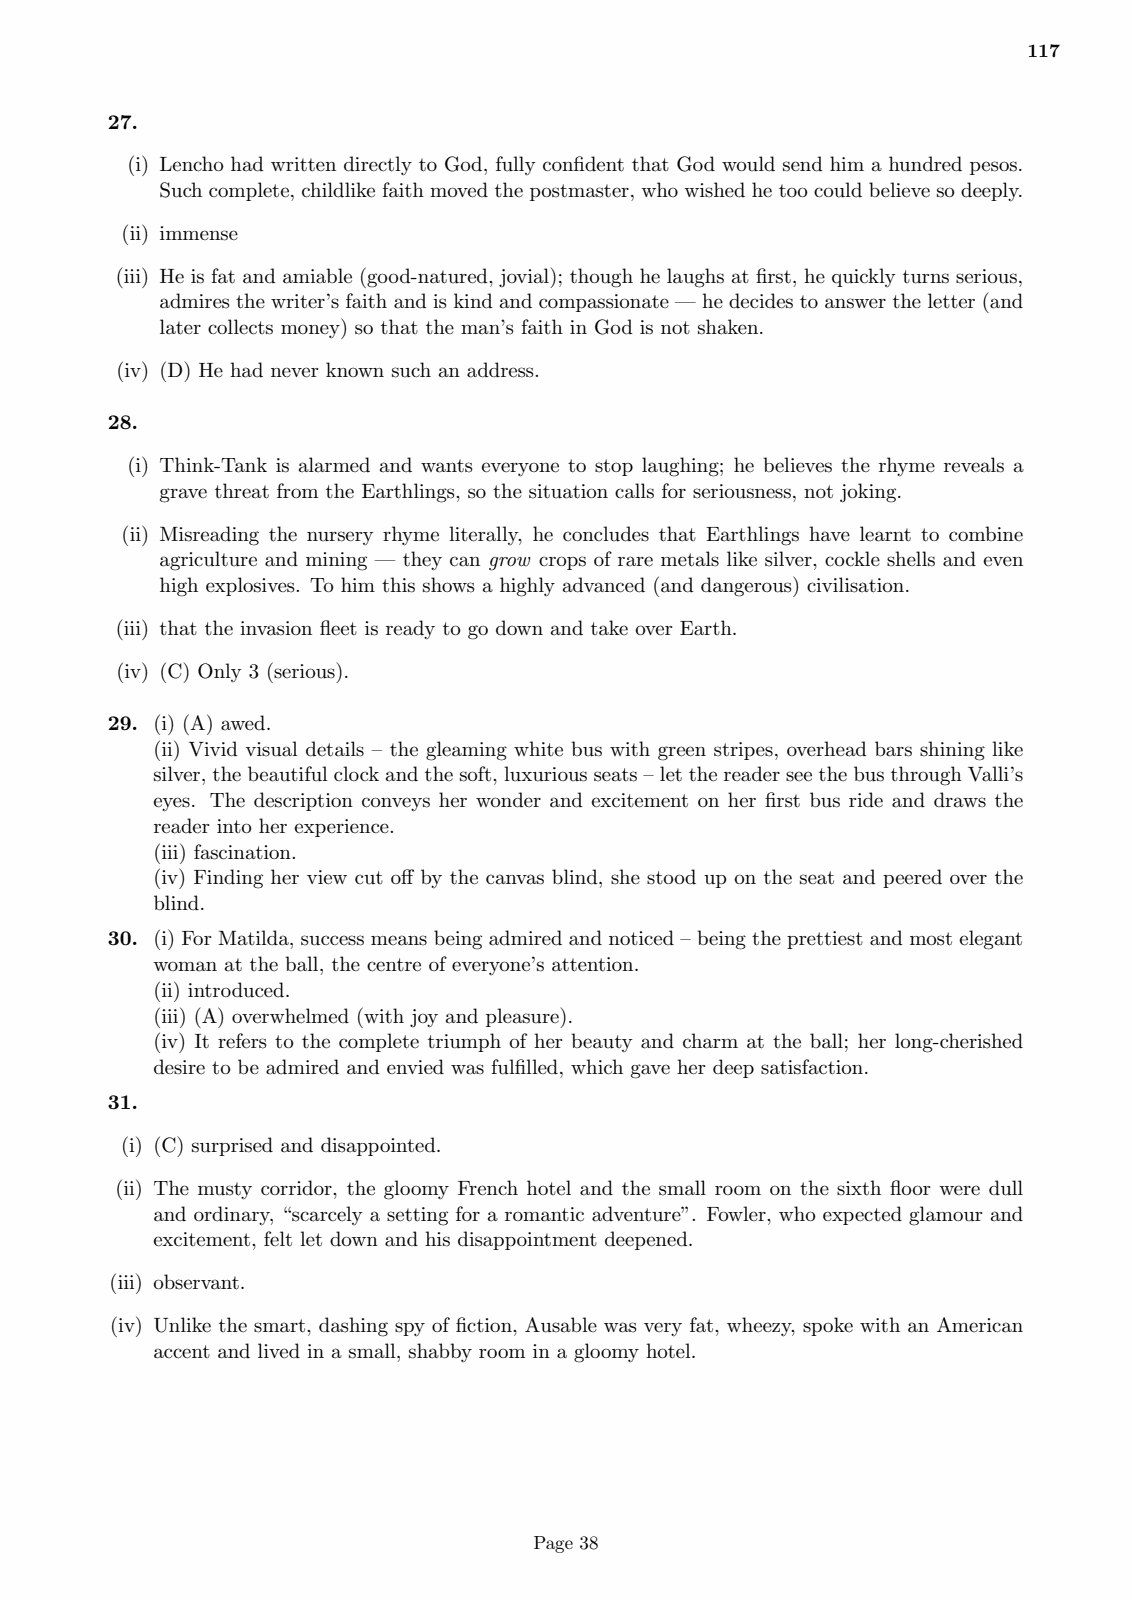 117
27.
(i) Lencho had written directly to God, fully confident that God would send him a hundred pesos.
Such complete, childlike faith moved the postmaster, who wished he too could believe so deeply.
(ii) immense
(iii) He is fat and amiable (good-natured, jovial); though he laughs at first, he quickly turns serious,
admires the writer's faith and is kind and compassionate — he decides to answer the letter (and
later collects money) so that the man's faith in God is not shaken.
(iv) (D) He had never known such an address.
28.
(i) Think-Tank is alarmed and wants everyone to stop laughing; he believes the rhyme reveals a
grave threat from the Earthlings, so the situation calls for seriousness, not joking.
(ii) Misreading the nursery rhyme literally, he concludes that Earthlings have learnt to combine
agriculture and mining — they can grow crops of rare metals like silver, cockle shells and even
high explosives. To him this shows a highly advanced (and dangerous) civilisation.
(iii) that the invasion fleet is ready to go down and take over Earth.
(iv) (C) Only 3 (serious).
29. (i) (A) awed.
(ii) Vivid visual details – the gleaming white bus with green stripes, overhead bars shining like
silver, the beautiful clock and the soft, luxurious seats – let the reader see the bus through Valli's
eyes. The description conveys her wonder and excitement on her first bus ride and draws the
reader into her experience.
(iii) fascination.
(iv) Finding her view cut off by the canvas blind, she stood up on the seat and peered over the
blind.
30. (i) For Matilda, success means being admired and noticed – being the prettiest and most elegant
woman at the ball, the centre of everyone's attention.
(ii) introduced.
(iii) (A) overwhelmed (with joy and pleasure).
(iv) It refers to the complete triumph of her beauty and charm at the ball; her long-cherished
desire to be admired and envied was fulfilled, which gave her deep satisfaction.
31.
(i) (C) surprised and disappointed.
(ii) The musty corridor, the gloomy French hotel and the small room on the sixth floor were dull
and ordinary, “scarcely a setting for a romantic adventure”. Fowler, who expected glamour and
excitement, felt let down and his disappointment deepened.
(iii) observant.
(iv) Unlike the smart, dashing spy of fiction, Ausable was very fat, wheezy, spoke with an American
accent and lived in a small, shabby room in a gloomy hotel.
Page 38